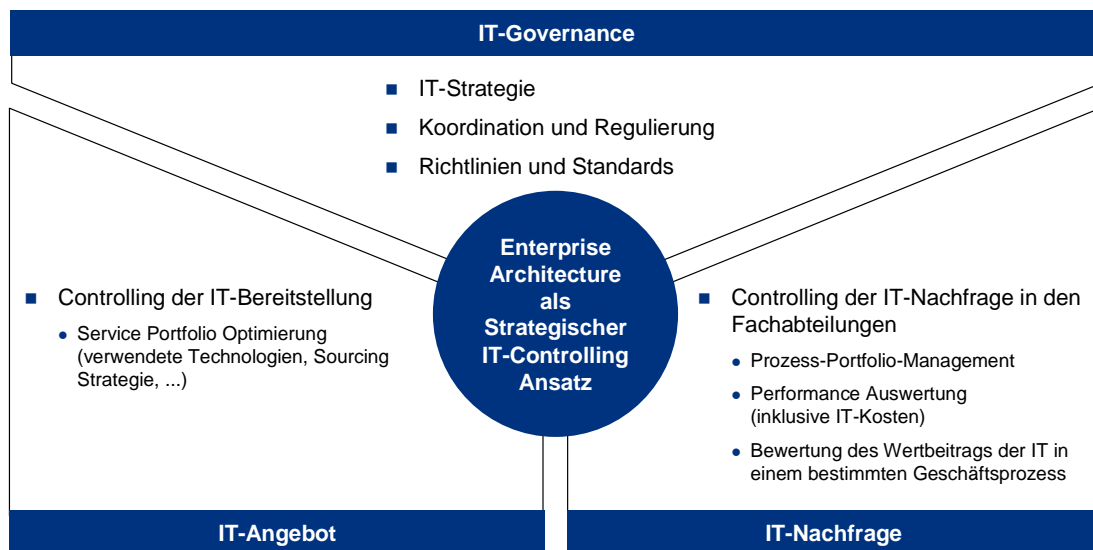 IT-Governance
IT-Strategie
Koordination und Regulierung
Richtlinien und Standards
Enterprise
Architecture
als
Strategischer
IT-Controlling
Ansatz
Controlling der IT-Bereitstellung
Service Portfolio Optimierung
(verwendete Technologien, Sourcing
Strategie, ...)
Controlling der IT-Nachfrage in den
Fachabteilungen
Prozess-Portfolio-Management
Performance Auswertung
(inklusive IT-Kosten)
Bewertung des Wertbeitrags der IT in
einem bestimmten Geschäftsprozess
IT-Angebot
IT-Nachfrage